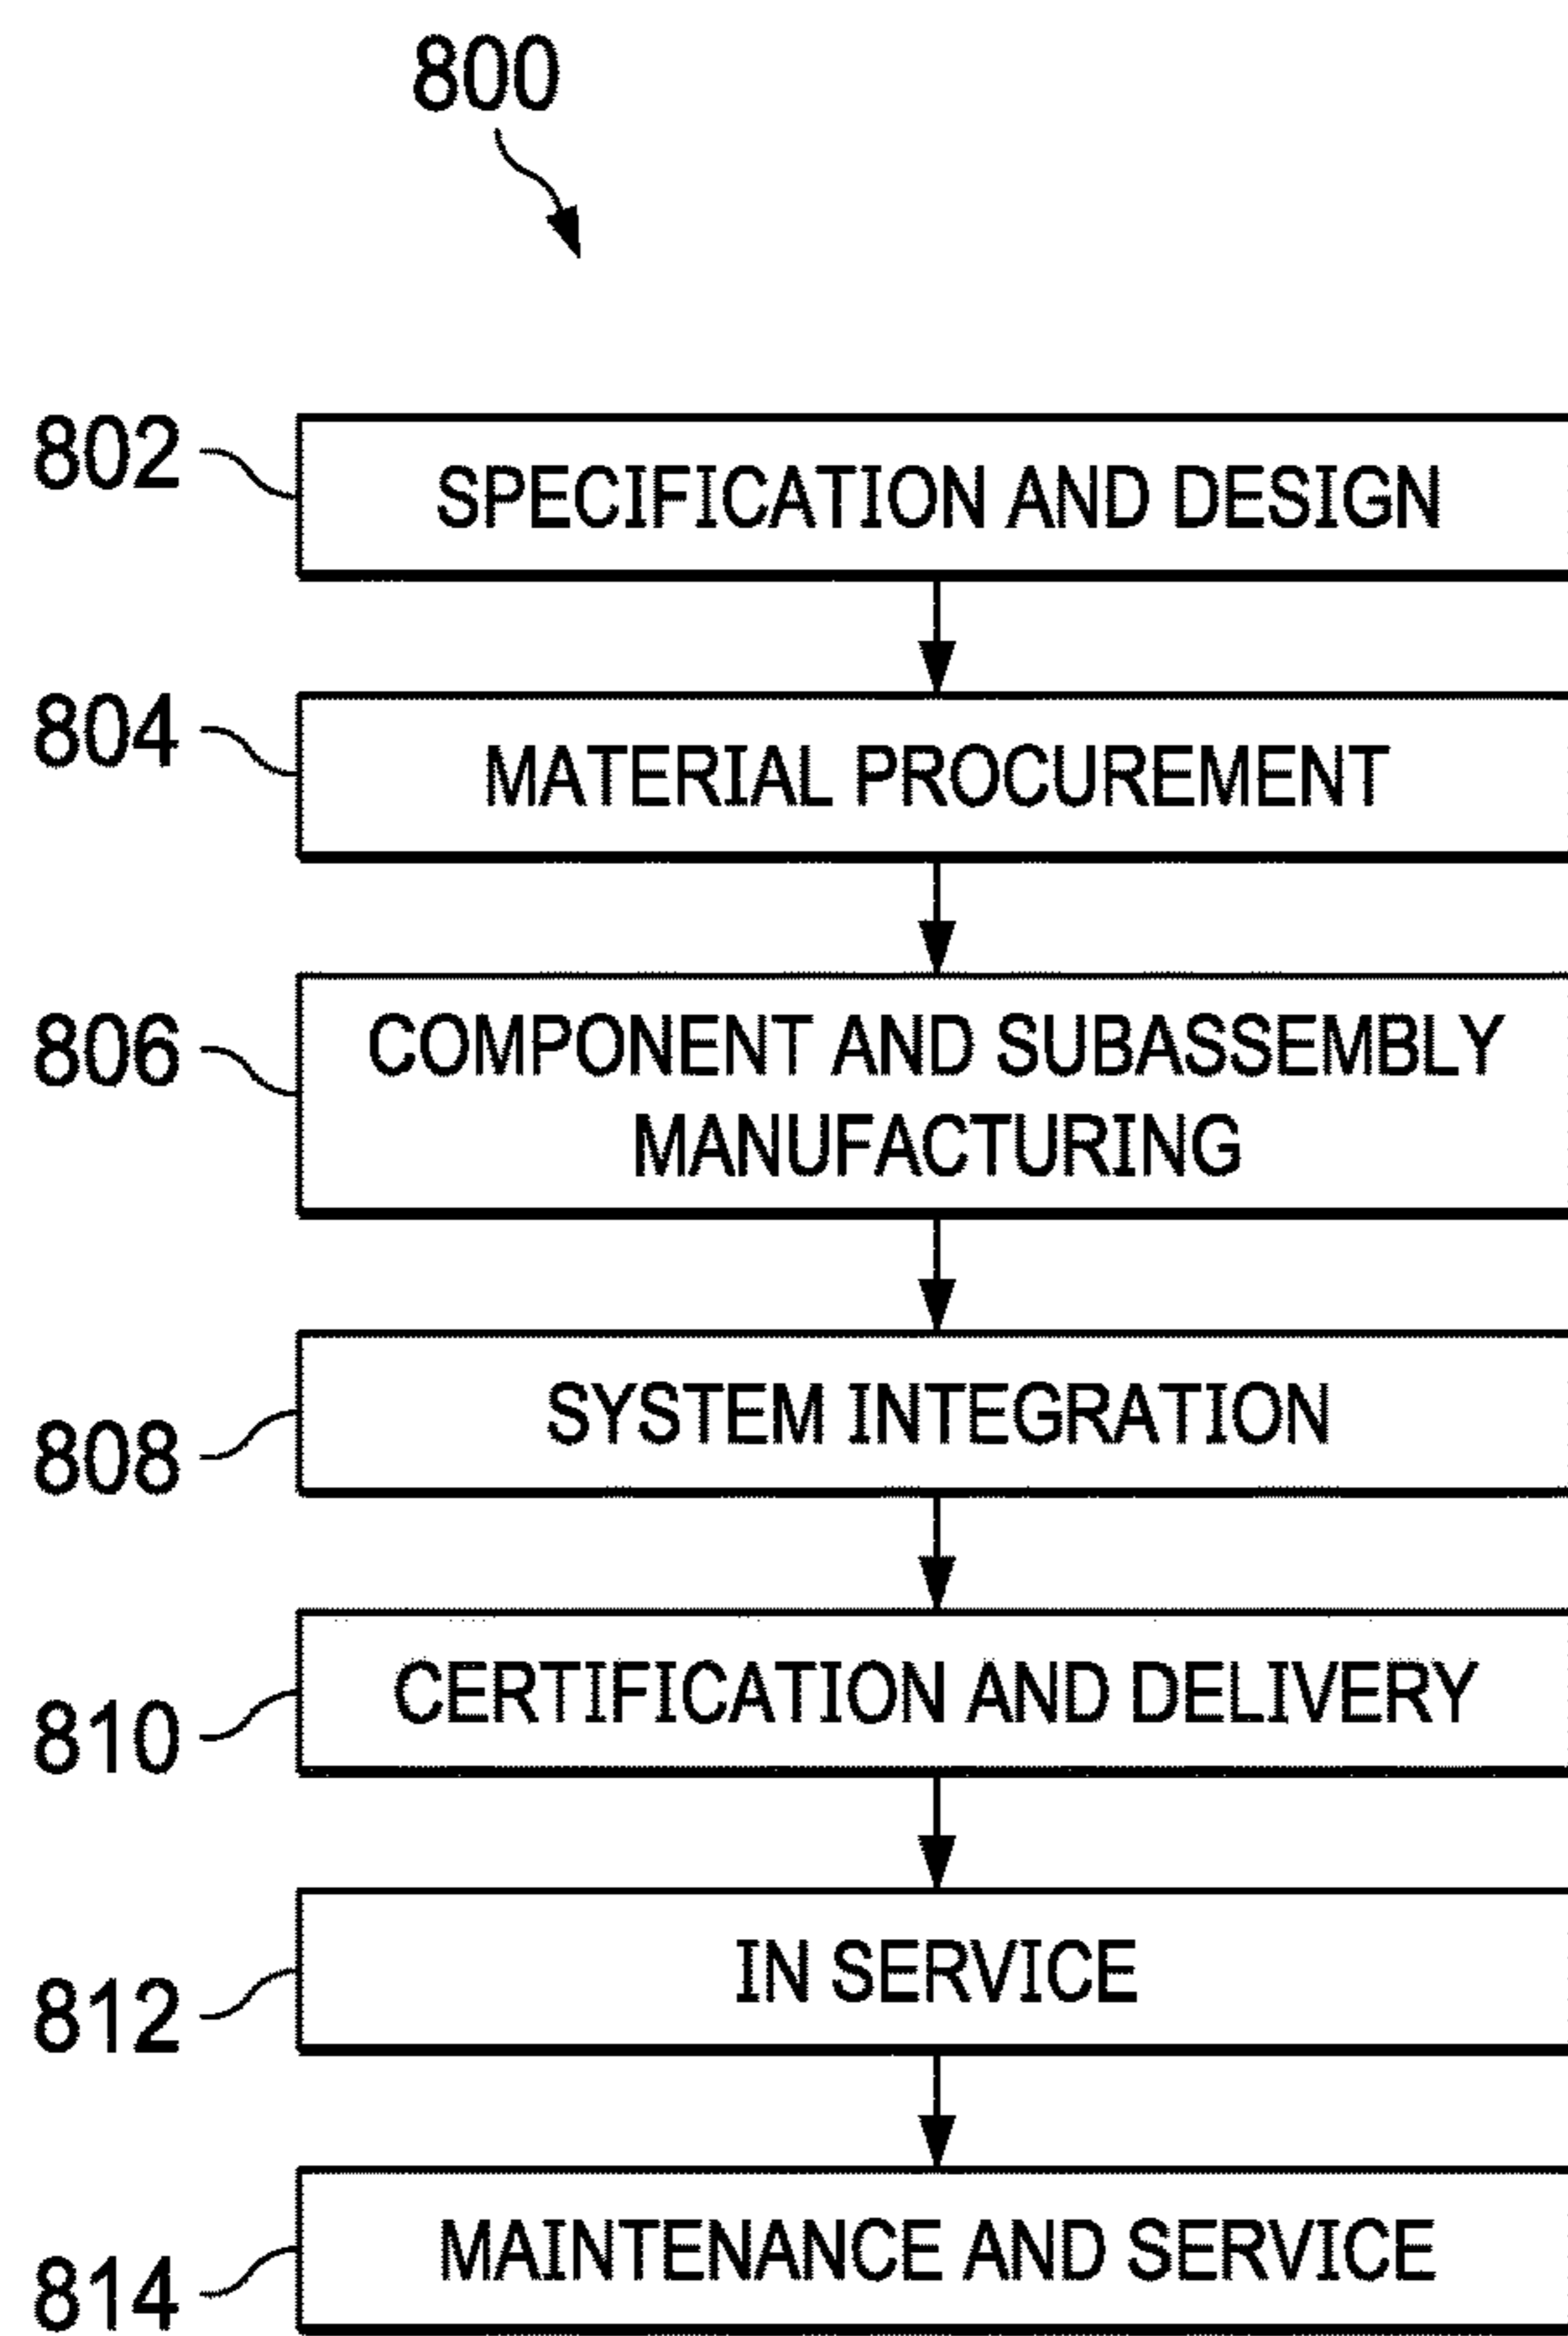 800
802
SPECIFICATION AND DESIGN
804
MATERIAL PROCUREMENT
806
COMPONENT AND SUBASSEMBLY
MANUFACTURING
808
SYSTEM INTEGRATION
810
CERTIFICATION AND DELIVERY
812
IN SERVICE
814
MAINTENANCE AND SERVICE